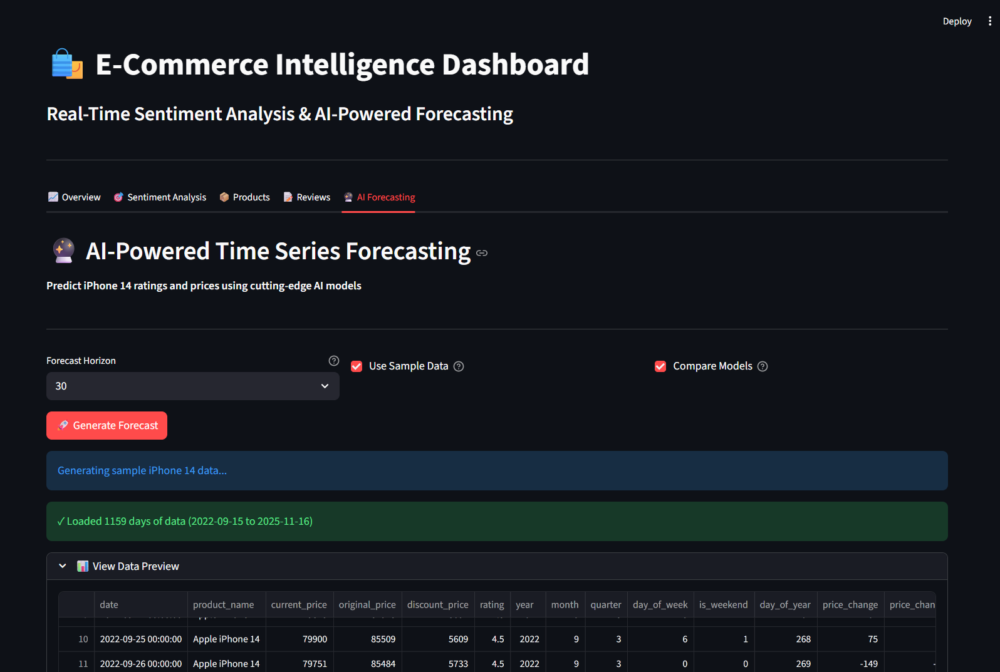 Deploy
E-Commerce Intelligence Dashboard
Real-Time Sentiment Analysis & AI-Powered Forecasting
Overview Sentiment Analysis Products Reviews AI Forecasting
AI-Powered Time Series Forecasting
Predict iPhone 14 ratings and prices using cutting-edge AI models
Forecast Horizon
Use Sample Data Compare Models
30
Generate Forecast
Generating sample iPhone 14 data...
✓ Loaded 1159 days of data (2022-09-15 to 2025-11-16)
View Data Preview
date product_name current_price original_price discount_price rating year month quarter day_of_week is_weekend day_of_year price_change price_chan
10 2022-09-25 00:00:00 Apple iPhone 14 79900 85509 5609 4.5 2022 9 3 6 1 268 75
11 2022-09-26 00:00:00 Apple iPhone 14 79751 85484 5733 4.5 2022 9 3 0 0 269 -149 -